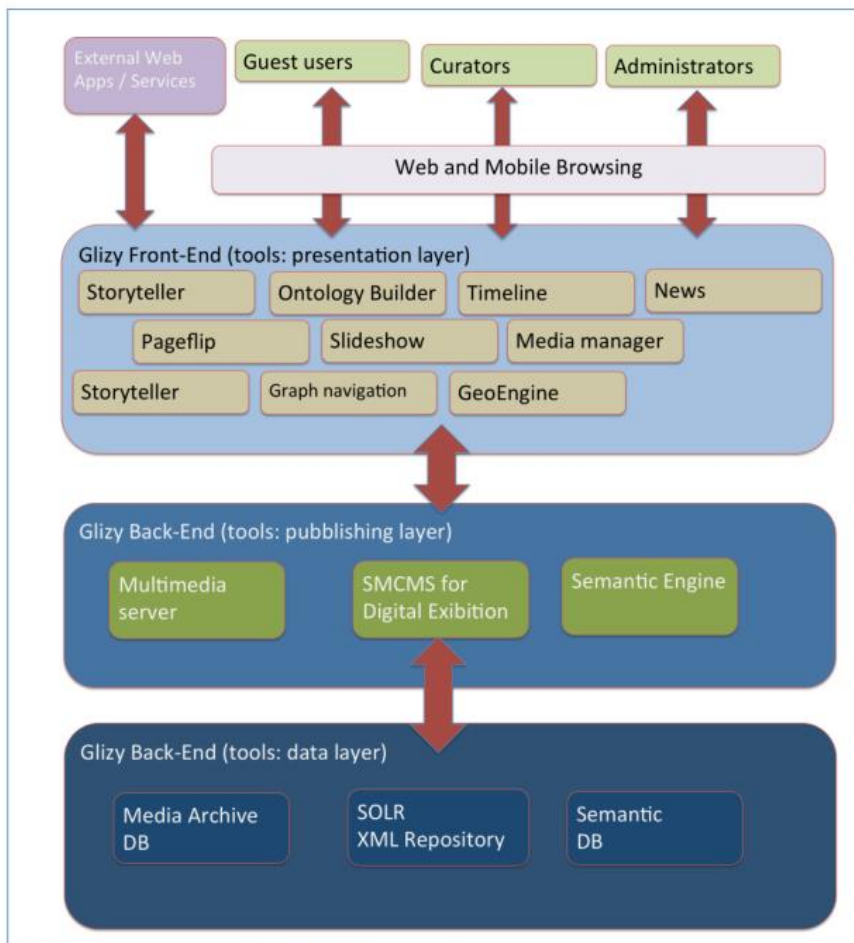 External Web
Apps / Services
Guest users
Curators
Administrators
Web and Mobile Browsing
Glizy Front-End (tools: presentation layer)
Storyteller
Ontology Builder
Timeline
News
Pageflip
Slideshow
Media manager
Storyteller
Graph navigation
GeoEngine
Glizy Back-End (tools: pubblishing layer)
Multimedia
server
SMCMS for
Digital Exibition
Semantic Engine
Glizy Back-End (tools: data layer)
Media Archive
DB
SOLR
XML Repository
Semantic
DB